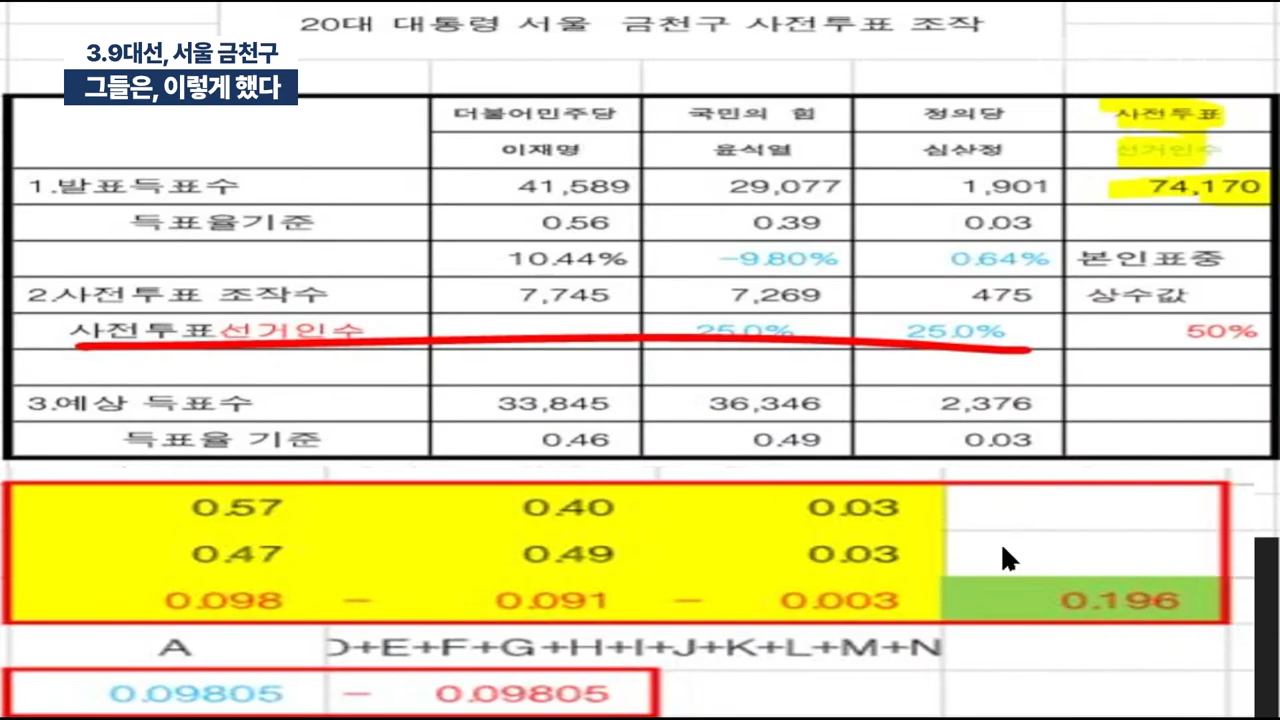 20대 대통령 서울 금천구 사전투표 조작
3.9대선, 서울 금천구
그들은, 이렇게 했다
더불어민주당 국민의 힘 정의당 사전투표
이재명 윤석열 심상정 선거인수
1.발표득표수 41,589 29,077 1,901 74,170
득표율기준 0.56 0.39 0.03
10.44% -9.80% 0.64% 본인표중
2.사전투표 조작수 7,745 7,269 475 상수값
사전투표선거인수 25.0% 25.0% 50%
3.예상 득표수 33,845 36,346 2,376
득표율 기준 0.46 0.49 0.03
0.57 0.40 0.03
0.47 0.49 0.03
0.098 - 0.091 - 0.003 0.196
A D+E+F+G+H+I+J+K+L+M+N
0.09805 - 0.09805